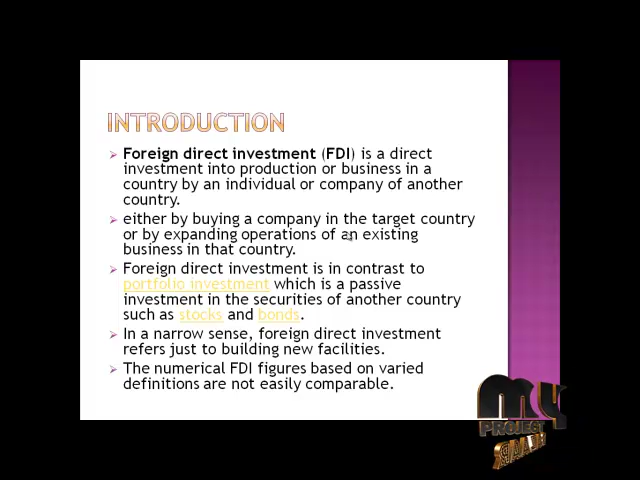 INTRODUCTION
Foreign direct investment (FDI) is a direct
investment into production or business in a
country by an individual or company of another
country.
either by buying a company in the target country
or by expanding operations of an existing
business in that country.
Foreign direct investment is in contrast to
portfolio investment which is a passive
investment in the securities of another country
such as stocks and bonds.
In a narrow sense, foreign direct investment
refers just to building new facilities.
The numerical FDI figures based on varied
definitions are not easily comparable.
my
PROJECT